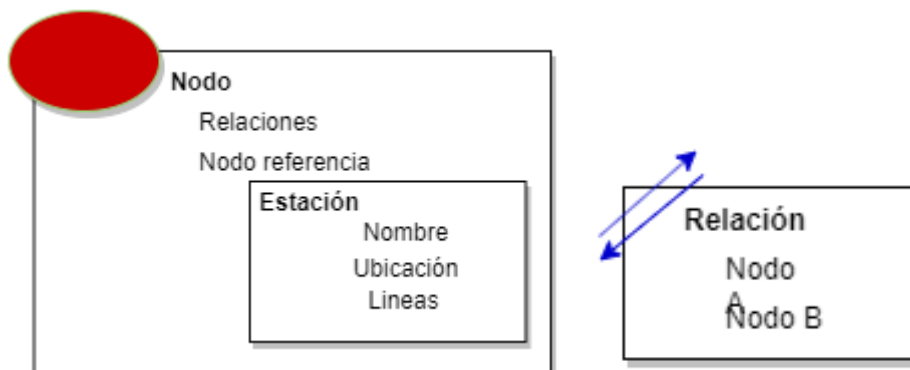 Nodo
Relaciones
Nodo referencia
Estación
Nombre
Ubicación
Lineas
Relación
Nodo
A
Nodo B